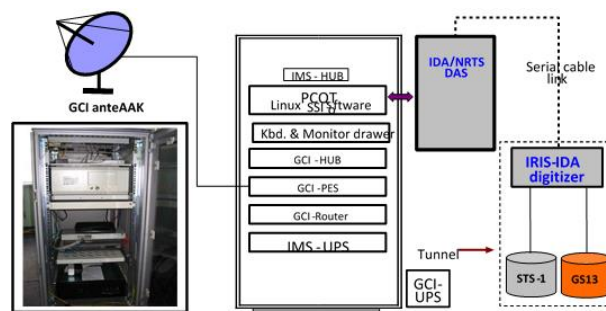 GCI anteAAK
IMS - HUB
PCOT
Linux SSI Software
Kbd. & Monitor drawer
GCI -HUB
GCI -PES
GCI-Router
IMS - UPS
IDA/NRTS
DAS
Serial cable
link
IRIS-IDA
digitizer
Tunnel
GCI-
UPS
STS -1
GS13